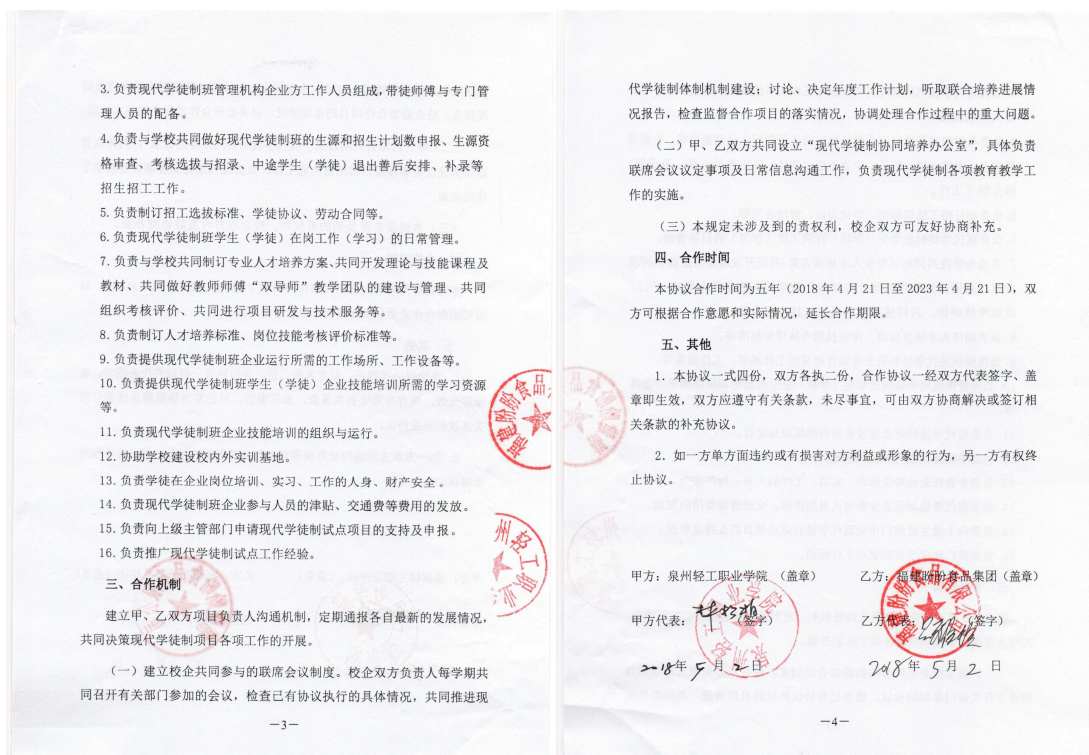 3. 负责现代学徒制班管理机构企业方工作人员组成,带徒师傅与专门管
理人员的配备。
4. 负责与学校共同做好现代学徒制班的生源和招生计划数申报、生源资
格审查、考核选拔与招录、中途学生（学徒）退出善后安排、补录等
招生招工工作。
5. 负责制订招工选拔标准、学徒协议、劳动合同等。
6. 负责现代学徒制班学生（学徒）在岗工作（学习）的日常管理。
7. 负责与学校共同制订专业人才培养方案、共同开发理论与技能课程及
教材、共同做好教师师傅“双导师”教学团队的建设与管理、共同
组织考核评价、共同进行项目研发与技术服务等。
8. 负责制订人才培养标准、岗位技能考核评价标准等。
9. 负责提供现代学徒制班企业运行所需的工作场所、工作设备等。
10. 负责提供现代学徒制班学生（学徒）企业技能培训所需的学习资源
等。
11. 负责现代学徒制班企业技能培训的组织与运行。
12. 协助学校建设校内外实训基地。
13. 负责学徒在企业岗位培训、实习、工作的人身、财产安全。
14. 负责现代学徒制班企业参与人员的津贴、交通费等费用的发放。
15. 负责向上级主管部门申请现代学徒制试点项目的支持及申报。
16. 负责推广现代学徒制试点工作经验。
三、合作机制
建立甲、乙双方项目负责人沟通机制，定期通报各自最新的发展情况，
共同决策现代学徒制项目各项工作的开展。
（一）建立校企共同参与的联席会议制度。校企双方负责人每学期共
同召开有关部门参加的会议，检查已有协议执行的具体情况，共同推进现
—3—
代学徒制体制机制建设；讨论、决定年度工作计划，听取联合培养进展情
况报告，检查监督合作项目的落实情况，协调处理合作过程中的重大问题。
（二）甲、乙双方共同设立“现代学徒制协同培养办公室”，具体负责
联席会议议定事项及日常信息沟通工作，负责现代学徒制各项教育教学工
作的实施。
（三）本规定未涉及到的责权利，校企双方可友好协商补充。
四、合作时间
本协议合作时间为五年（2018 年 4 月 21 日至 2023 年 4 月 21 日），双
方可根据合作意愿和实际情况，延长合作期限。
五、其他
1．本协议一式四份，双方各执二份，合作协议一经双方代表签字、盖
章即生效，双方应遵守有关条款，未尽事宜，可由双方协商解决或签订相
关条款的补充协议。
2．如一方单方面违约或有损害对方利益或形象的行为，另一方有权终
止协议。
甲方：泉州轻工职业学院 （盖章） 乙方：福建盼盼食品集团（盖章）
甲方代表： （签字） 乙方代表： （签字）
2018 年 5 月 2 日 2018 年 5 月 2 日
—4—